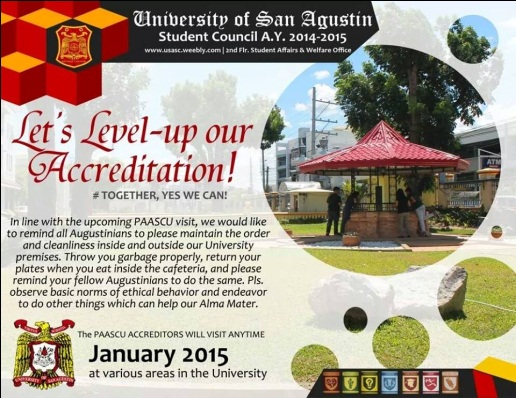 University of San Agustin
Student Council A.Y. 2014-2015
www.usasc.weebly.com | 2nd Flr. Student Affairs & Welfare Office
Let's Level-up our
Accreditation!
# TOGETHER, YES WE CAN!
In line with the upcoming PAASCU visit, we would like
to remind all Augustinians to please maintain the order
and cleanliness inside and outside our University
premises. Throw you garbage properly, return your
plates when you eat inside the cafeteria, and please
remind your fellow Augustinians to do the same. Pls.
observe basic norms of ethical behavior and endeavor
to do other things which can help our Alma Mater.
The PAASCU ACCREDITORS WILL VISIT ANYTIME
January 2015
at various areas in the University
ATM